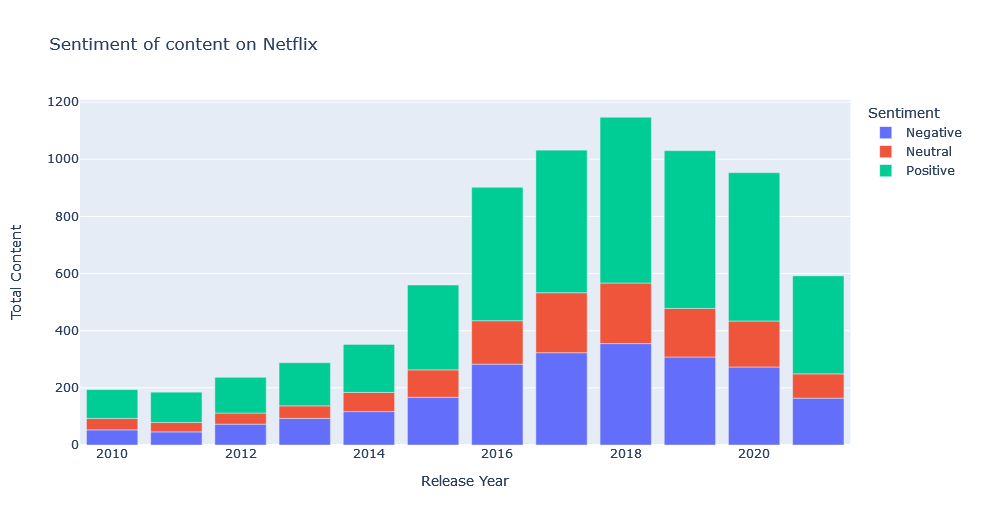 Sentiment of content on Netflix
Sentiment
Negative
Neutral
Positive
1200
1000
800
600
400
200
0
Total Content
2010 2012 2014 2016 2018 2020
Release Year